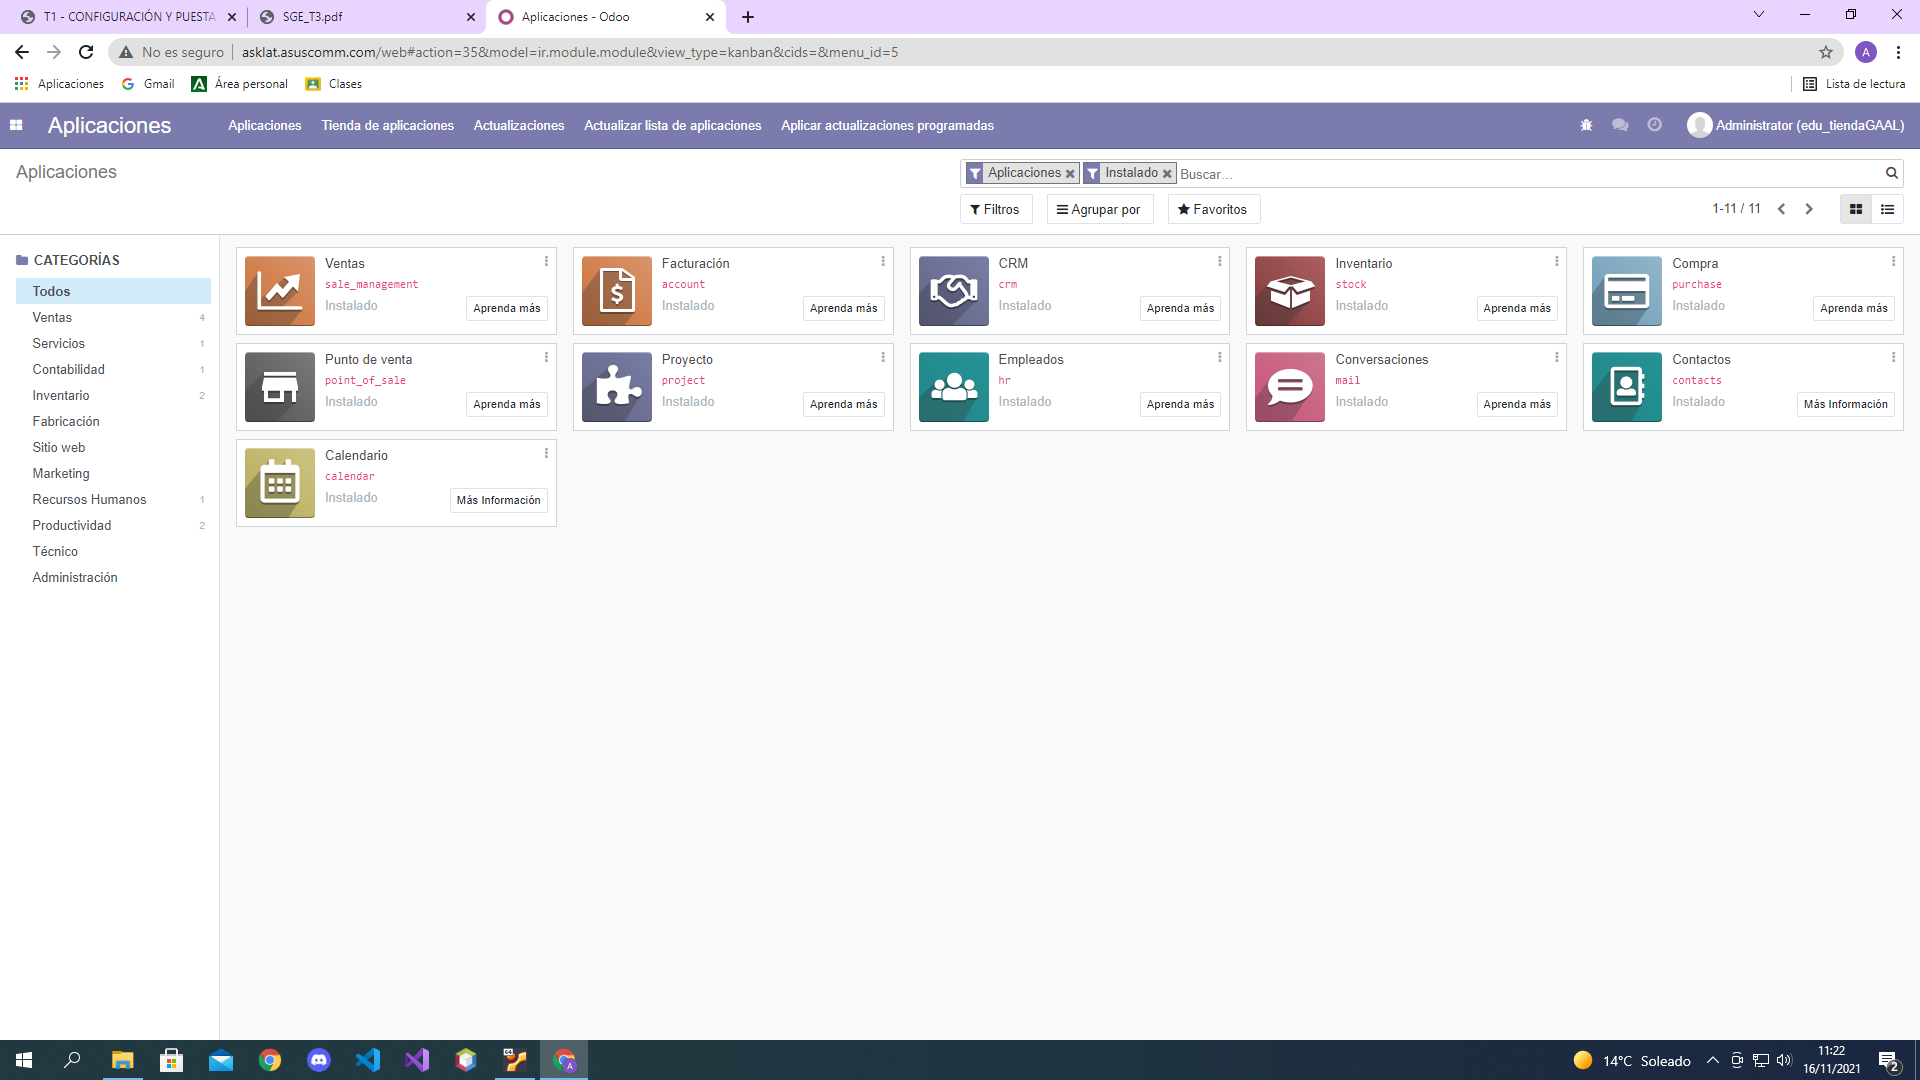 T1 - CONFIGURACIÓN Y PUESTA
SGE_T3.pdf
Aplicaciones - Odoo
No es seguro
asklat.asuscomm.com/web#action=35&model=ir.module.module&view_type=kanban&cids=&menu_id=5
A
Aplicaciones
Gmail
Área personal
Clases
Lista de lectura
Aplicaciones
Aplicaciones
Tienda de aplicaciones
Actualizaciones
Actualizar lista de aplicaciones
Aplicar actualizaciones programadas
Administrator (edu_tiendaGAAL)
Aplicaciones
Aplicaciones
Instalado
Buscar...
Filtros
Agrupar por
Favoritos
1-11 / 11
CATEGORÍAS
Todos
Ventas 4
Servicios 1
Contabilidad 1
Inventario 2
Fabricación
Sitio web
Marketing
Recursos Humanos 1
Productividad 2
Técnico
Administración
Ventas
sale_management
Instalado
Aprenda más
Facturación
account
Instalado
Aprenda más
CRM
crm
Instalado
Aprenda más
Inventario
stock
Instalado
Aprenda más
Compra
purchase
Instalado
Aprenda más
Punto de venta
point_of_sale
Instalado
Aprenda más
Proyecto
project
Instalado
Aprenda más
Empleados
hr
Instalado
Aprenda más
Conversaciones
mail
Instalado
Aprenda más
Contactos
contacts
Instalado
Más Información
Calendario
calendar
Instalado
Más Información
14°C Soleado
11:22
16/11/2021
2